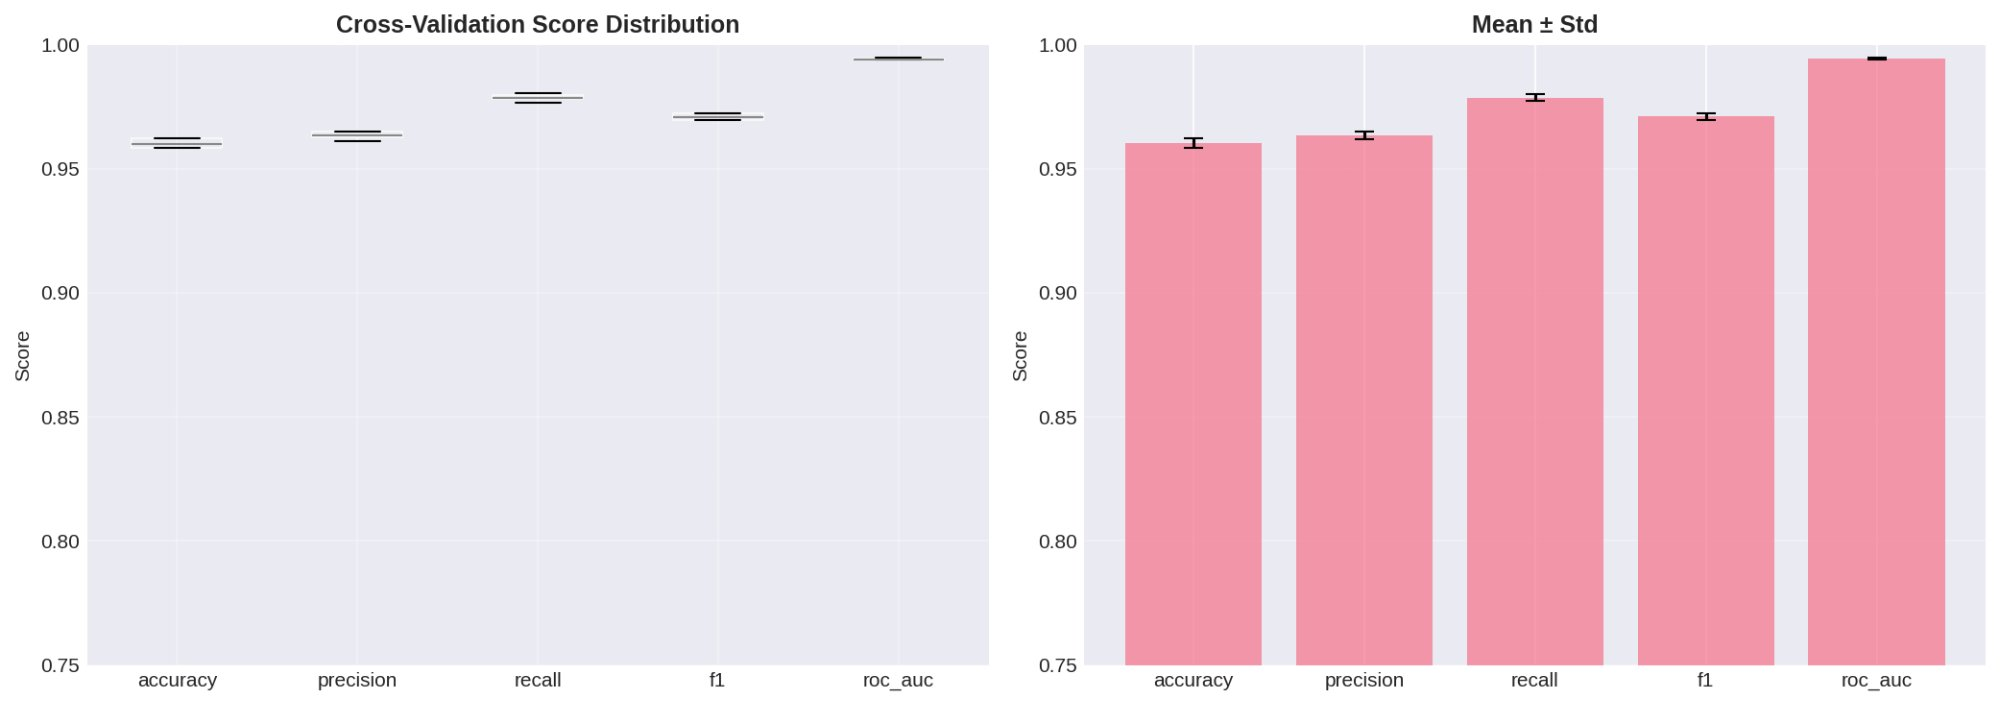 Cross-Validation Score Distribution
1.00
0.95
0.90
0.85
0.80
0.75
Score
accuracy precision recall f1 roc_auc
Mean ± Std
1.00
0.95
0.90
0.85
0.80
0.75
Score
accuracy precision recall f1 roc_auc